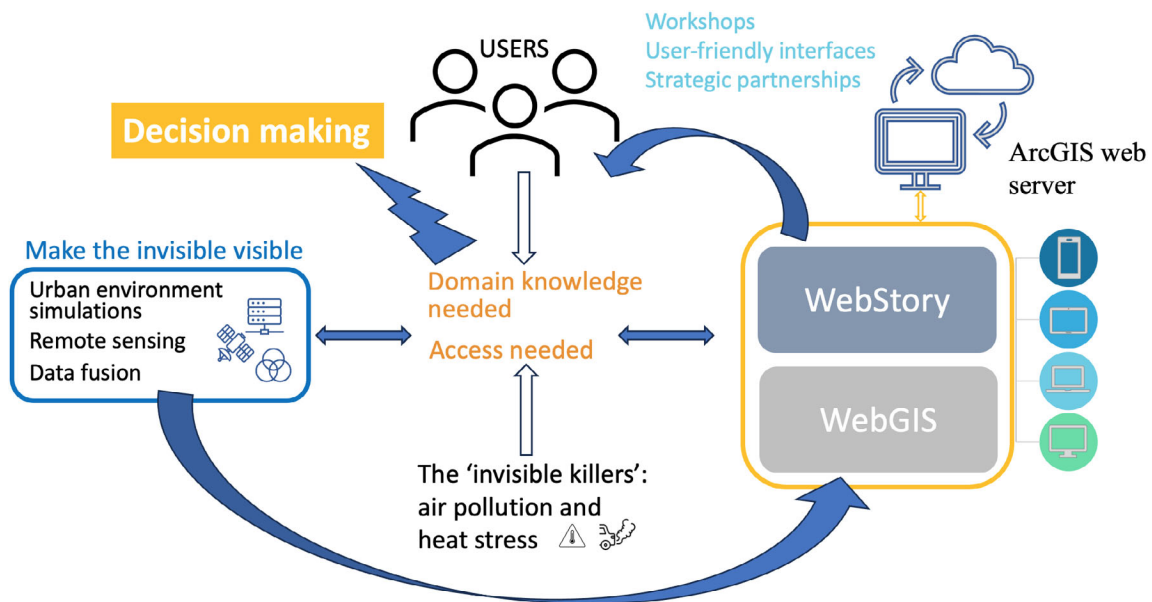 USERS
Workshops
User-friendly interfaces
Strategic partnerships
Decision making
ArcGIS web
server
Make the invisible visible
Urban environment
simulations
Remote sensing
Data fusion
Domain knowledge
needed
Access needed
WebStory
WebGIS
The ‘invisible killers’:
air pollution and
heat stress